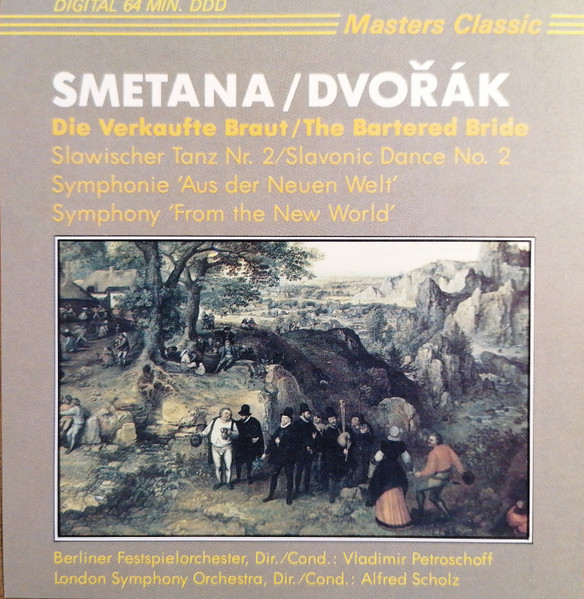 DIGITAL 64 MIN. DDD
Masters Classic
SMETANA/DVOŘÁK
Die Verkaufte Braut/The Bartered Bride
Slawischer Tanz Nr. 2/Slavonic Dance No. 2
Symphonie 'Aus der Neuen Welt'
Symphony 'From the New World'
Berliner Festspielorchester, Dir./Cond.: Vladimir Petroschoff
London Symphony Orchestra, Dir./Cond.: Alfred Scholz